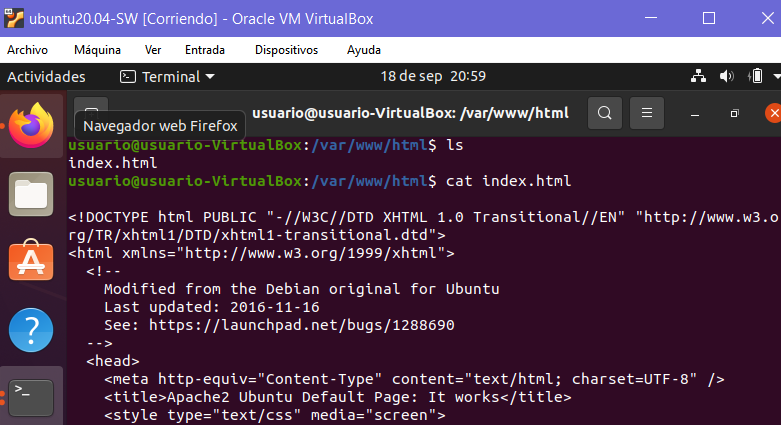 ubuntu20.04-SW [Corriendo] - Oracle VM VirtualBox
Archivo Máquina Ver Entrada Dispositivos Ayuda
Actividades Terminal 18 de sep 20:59
usuario@usuario-VirtualBox: /var/www/html
Navegador web Firefox
usuario@usuario-VirtualBox:/var/www/html$ ls
index.html
usuario@usuario-VirtualBox:/var/www/html$ cat index.html
<!DOCTYPE html PUBLIC "-//W3C//DTD XHTML 1.0 Transitional//EN" "http://www.w3.o
rg/TR/xhtml1/DTD/xhtml1-transitional.dtd">
<html xmlns="http://www.w3.org/1999/xhtml">
  <!--
    Modified from the Debian original for Ubuntu
    Last updated: 2016-11-16
    See: https://launchpad.net/bugs/1288690
  -->
  <head>
    <meta http-equiv="Content-Type" content="text/html; charset=UTF-8" />
    <title>Apache2 Ubuntu Default Page: It works</title>
    <style type="text/css" media="screen">